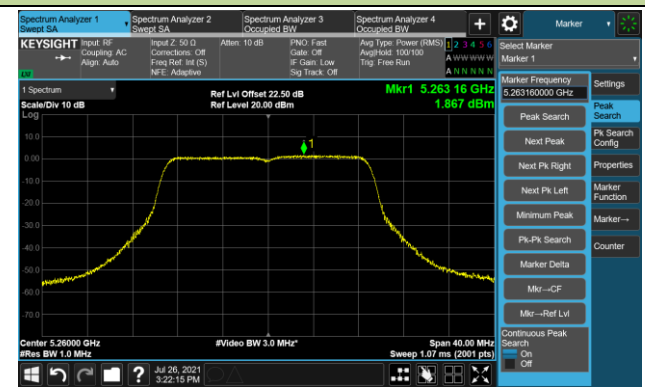 Spectrum Analyzer 1
Swept SA
Spectrum Analyzer 2
Swept SA
Spectrum Analyzer 3
Occupied BW
Spectrum Analyzer 4
Occupied BW
+
Marker
KEYSIGHT
Input: RF
Coupling: AC
Align: Auto
Input Z: 50 Ω
Corrections: Off
Freq Ref: Int (S)
NFE: Adaptive
Atten: 10 dB
PNO: Fast
Gate: Off
IF Gain: Low
Sig Track: Off
Avg Type: Power (RMS)
Avg|Hold: 100/100
Trig: Free Run
1 2 3 4 5 6
A W W W W W
A N N N N N
Select Marker
Marker 1
1 Spectrum
Scale/Div 10 dB
Log
Ref Lvl Offset 22.50 dB
Ref Level 20.00 dBm
Mkr1 5.263 16 GHz
1.867 dBm
1
10.0
0.00
-10.0
-20.0
-30.0
-40.0
-50.0
-60.0
-70.0
Center 5.26000 GHz
#Res BW 1.0 MHz
#Video BW 3.0 MHz*
Span 40.00 MHz
Sweep 1.07 ms (2001 pts)
Marker Frequency
5.263160000 GHz
Peak Search
Next Peak
Next Pk Right
Next Pk Left
Minimum Peak
Pk-Pk Search
Marker Delta
Mkr→CF
Mkr→Ref Lvl
Continuous Peak
Search
On
Off
Settings
Peak
Search
Pk Search
Config
Properties
Marker
Function
Marker→
Counter
?
Jul 26, 2021
3:22:15 PM